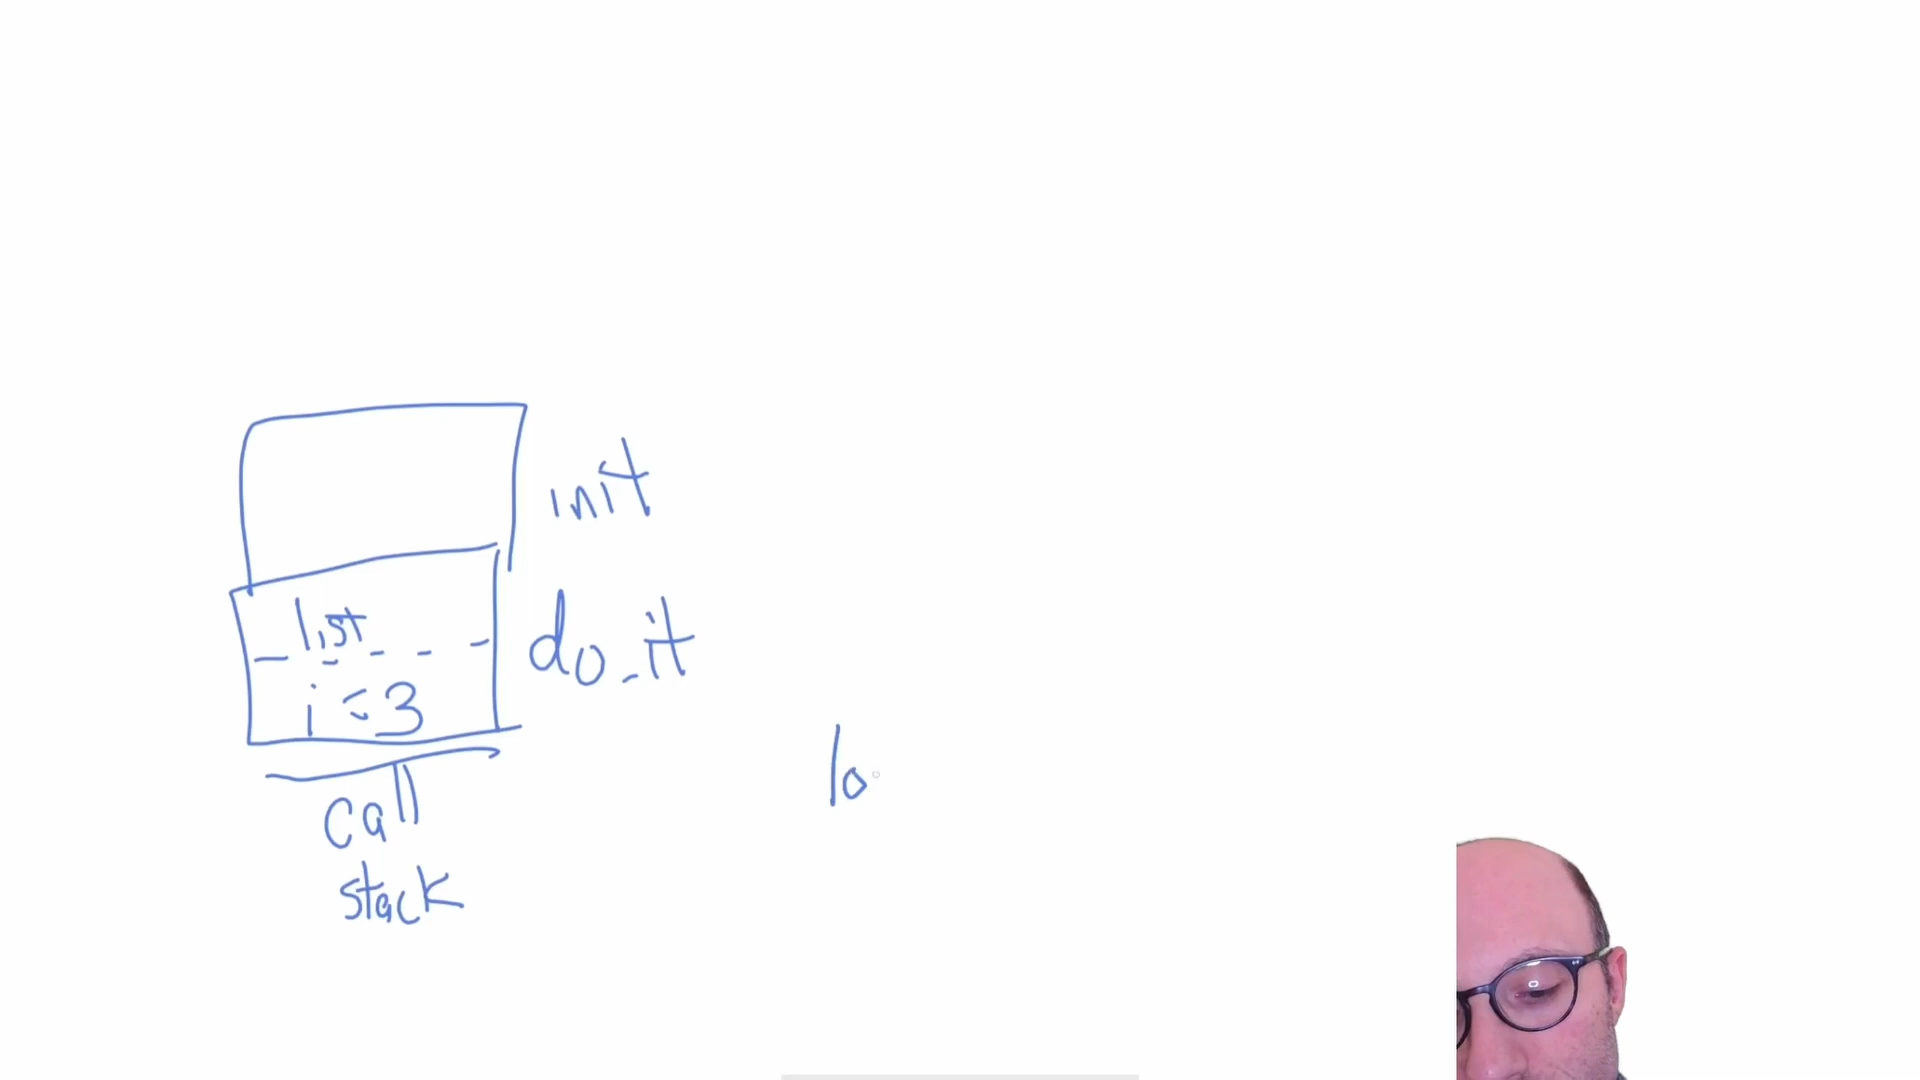 init
list
do_it
i = 3
lo
call
stack